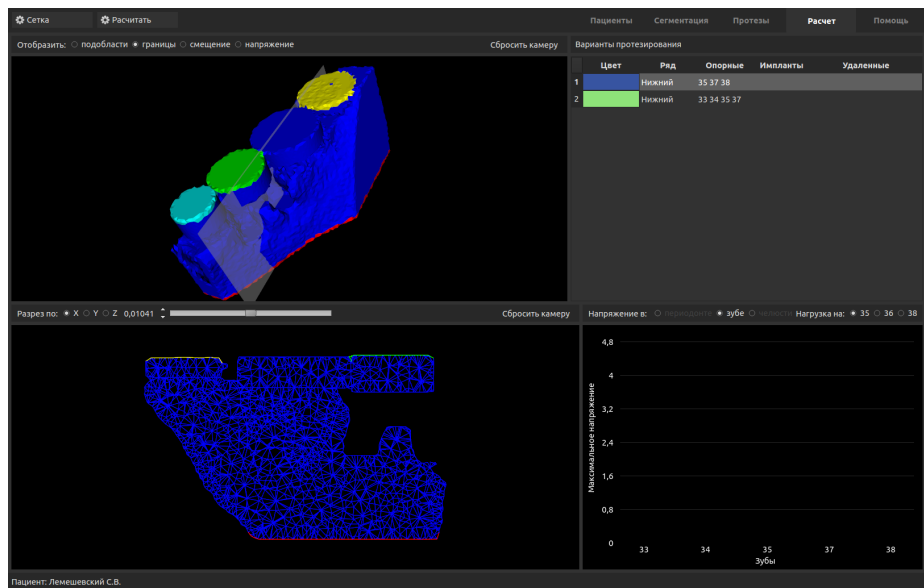 Сетка Расчитать Пациенты Сегментация Протезы Расчет Помощь
Отобразить: подобласти границы смещение напряжение Сбросить камеру Варианты протезирования
Цвет Ряд Опорные Импланты Удаленные
1 Нижний 35 37 38
2 Нижний 33 34 35 37
Разрез по: X Y Z 0,01041 Сбросить камеру Напряжение в: периодонте зубе челюсти Нагрузка на: 35 36 38
4,8
4
3,2
2,4
1,6
0,8
0
Максимальное напряжение
33 34 35 37 38
Зубы
Пациент: Лемешевский С.В.